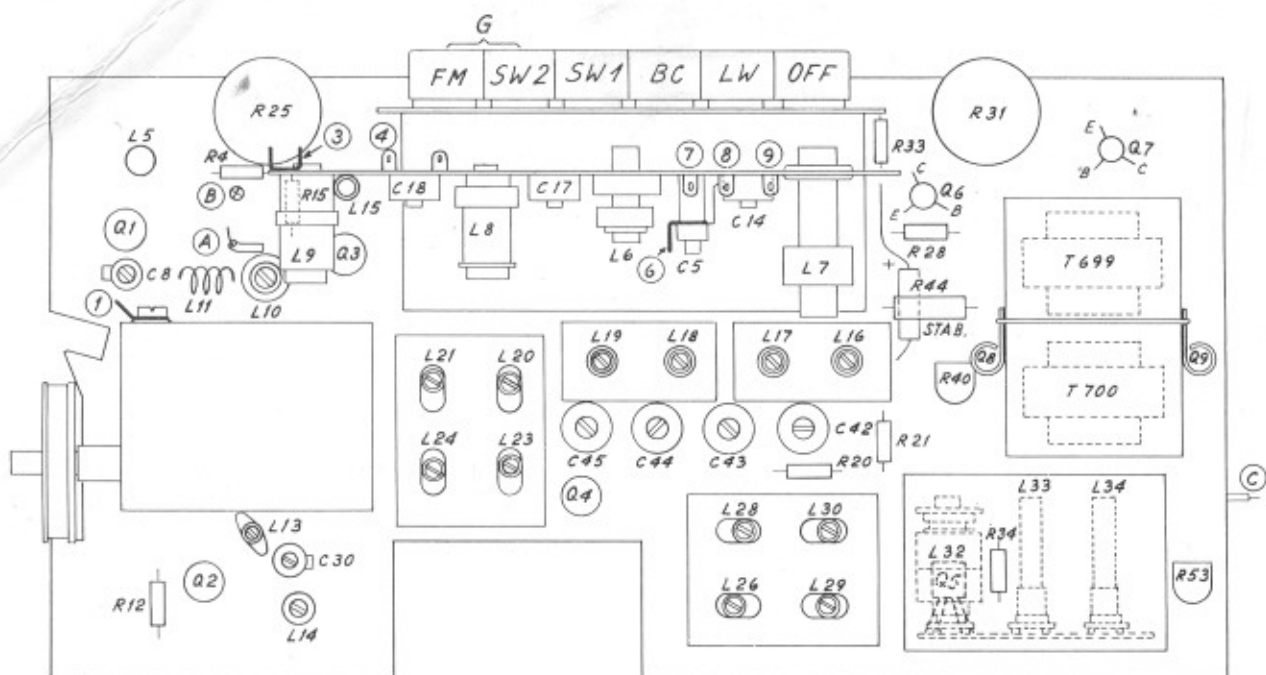 G
FM SW2 SW1 BC LW OFF
R25 R31
L5 3 4 R33 E Q7
R4 7 8 9 B C
B R15 C18 C17 C Q6
L15 C14 E B
Q1 A L8 L6 R28
L9 Q3 C5 L7 T699
C8 6 + R44
1 L11 L10 STAB.
L21 L20 L19 L18 L17 L16 Q8 Q9
R40 T700
L24 L23 C42 R21
C45 C44 C43 R20
Q4 L33 L34 C
L13 L28 L30
C30 R34
Q2 L26 L29 L32 R53
R12 Q5
L14